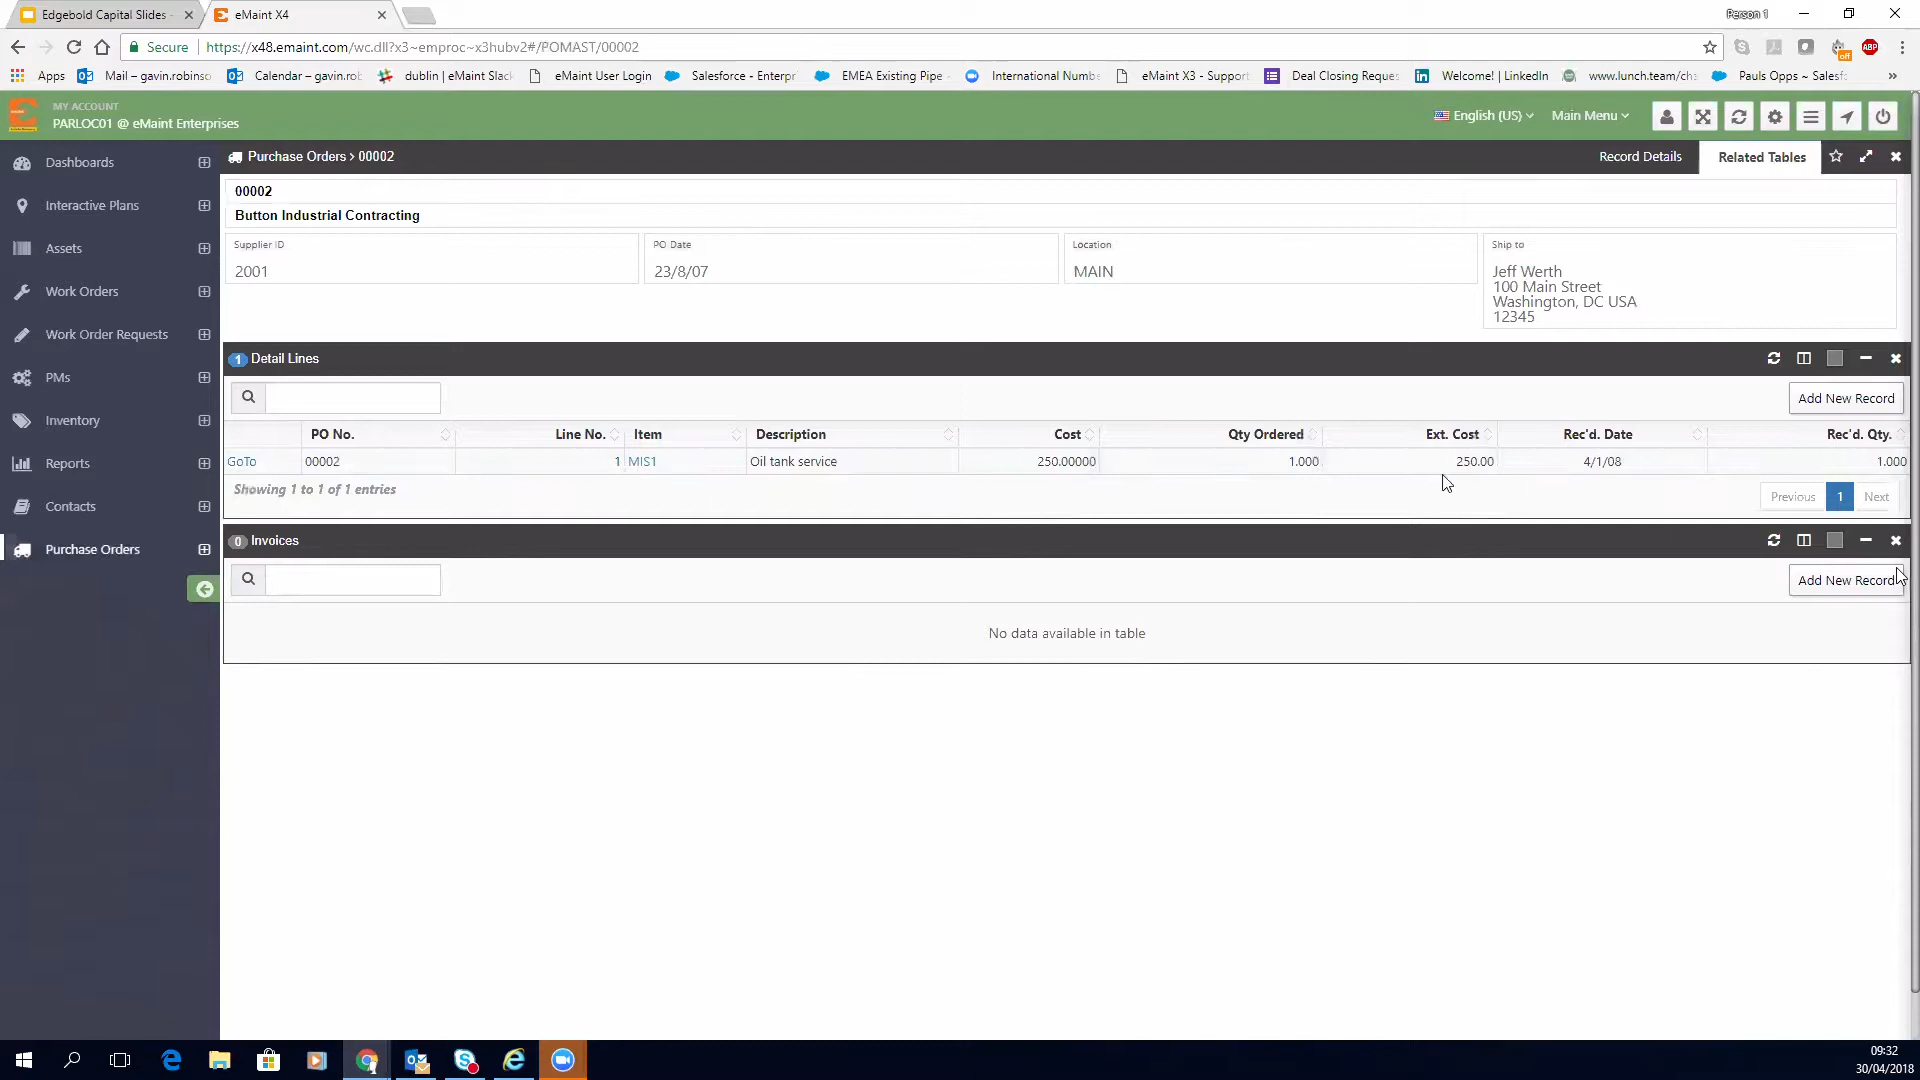 Edgebold Capital Slides -
eMaint X4
Person 1
Secure
https://x48.emaint.com/wc.dll?x3~emproc~x3hubv2#/POMAST/00002
ABP
off
Apps
Mail – gavin.robinso
Calendar – gavin.rob
dublin | eMaint Slack
eMaint User Login
Salesforce - Enterpr
EMEA Existing Pipe
International Numb
eMaint X3 - Support
Deal Closing Reques
Welcome! | LinkedIn
www.lunch.team/ch
Pauls Opps ~ Salesf
»
MY ACCOUNT
PARLOC01 @ eMaint Enterprises
English (US)
Main Menu
Dashboards
Interactive Plans
Assets
Work Orders
Work Order Requests
PMs
Inventory
Reports
Contacts
Purchase Orders
Purchase Orders > 00002
Record Details
Related Tables
00002
Button Industrial Contracting
Supplier ID
2001
PO Date
23/8/07
Location
MAIN
Ship to
Jeff Werth
100 Main Street
Washington, DC USA
12345
1 Detail Lines
Add New Record
PO No. Line No. Item Description Cost Qty Ordered Ext. Cost Rec'd. Date Rec'd. Qty.
GoTo 00002 1 MIS1 Oil tank service 250.00000 1.000 250.00 4/1/08 1.000
Showing 1 to 1 of 1 entries
Previous 1 Next
0 Invoices
Add New Record
No data available in table
09:32
30/04/2018